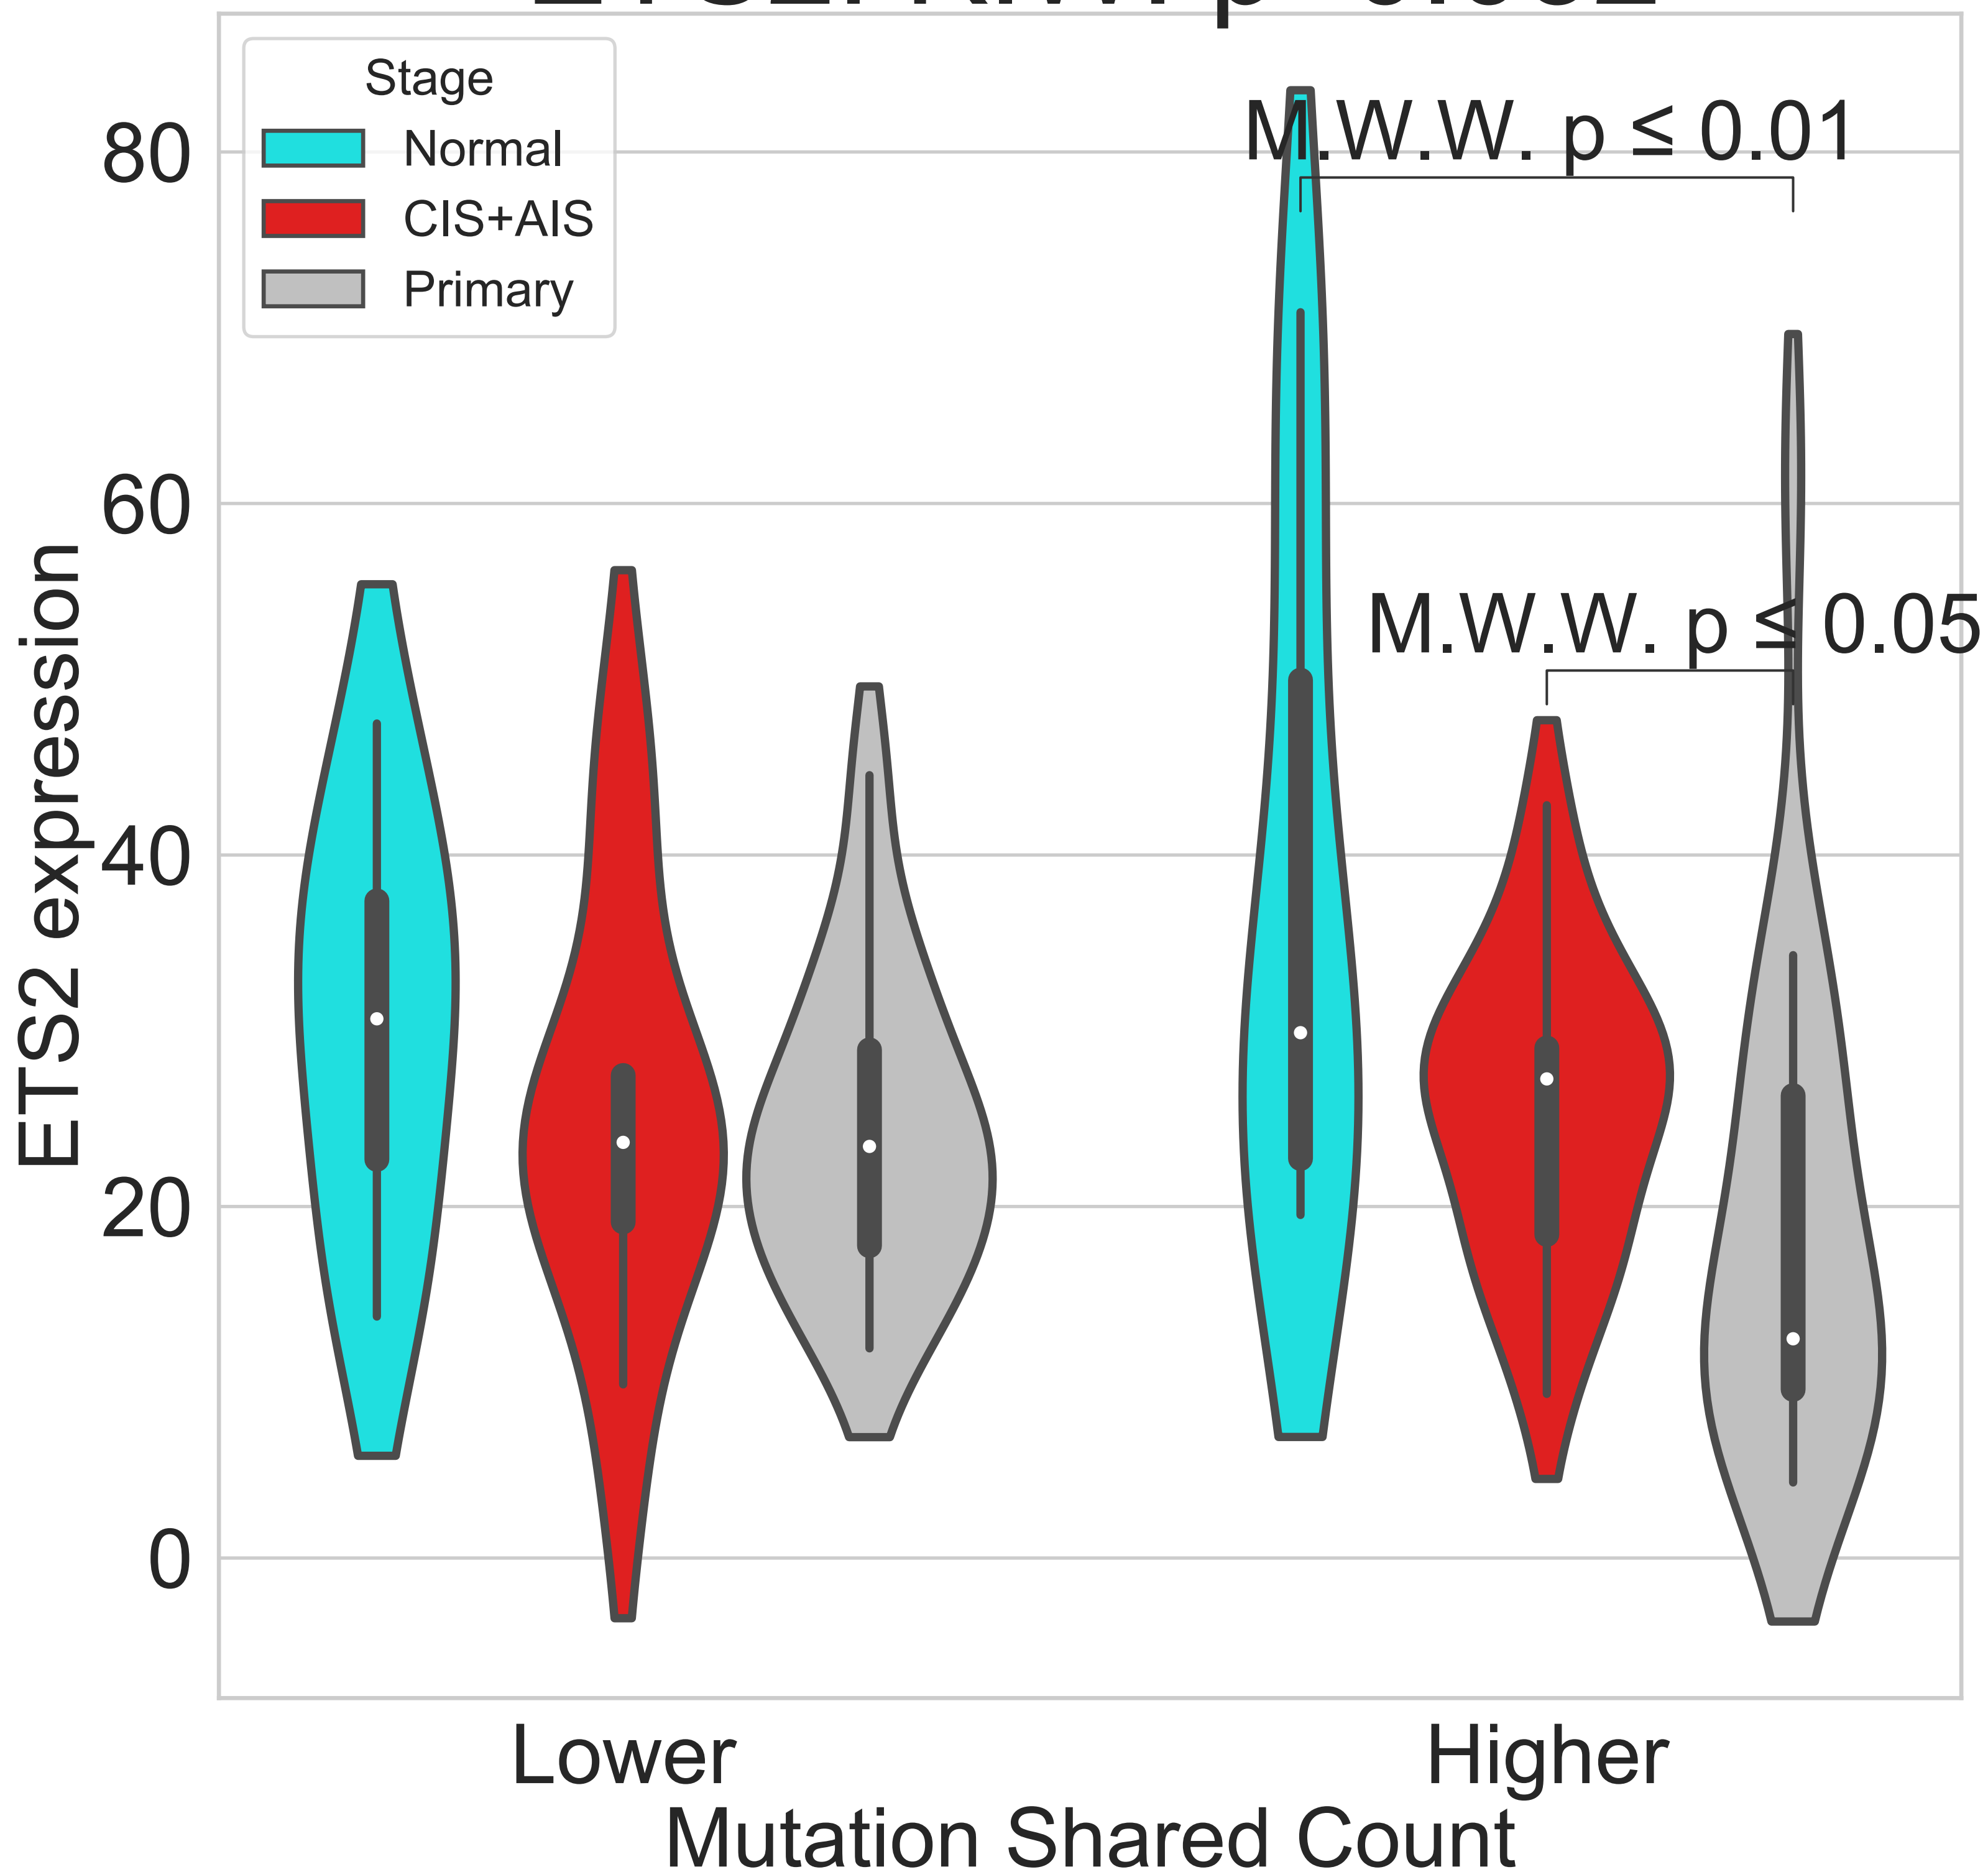 Stage
Normal
CIS+AIS
Primary
M.W.W. p ≤ 0.01
M.W.W. p ≤ 0.05
80
60
40
20
0
ETS2 expression
Lower
Higher
Mutation Shared Count